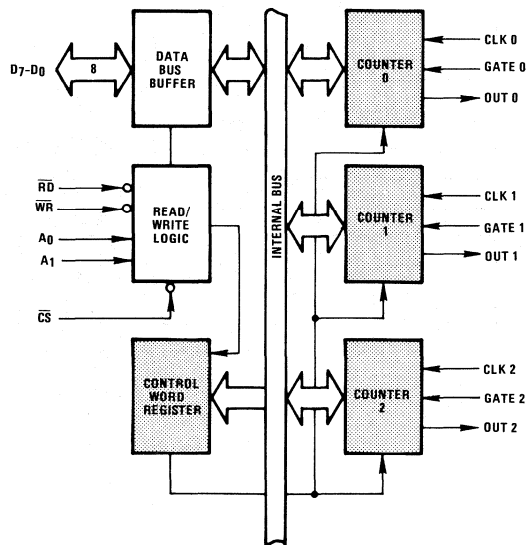 D7-D0
8
DATA
BUS
BUFFER
RD
WR
A0
A1
CS
READ/
WRITE
LOGIC
CONTROL
WORD
REGISTER
INTERNAL BUS
COUNTER
0
CLK 0
GATE 0
OUT 0
COUNTER
1
CLK 1
GATE 1
OUT 1
COUNTER
2
CLK 2
GATE 2
OUT 2